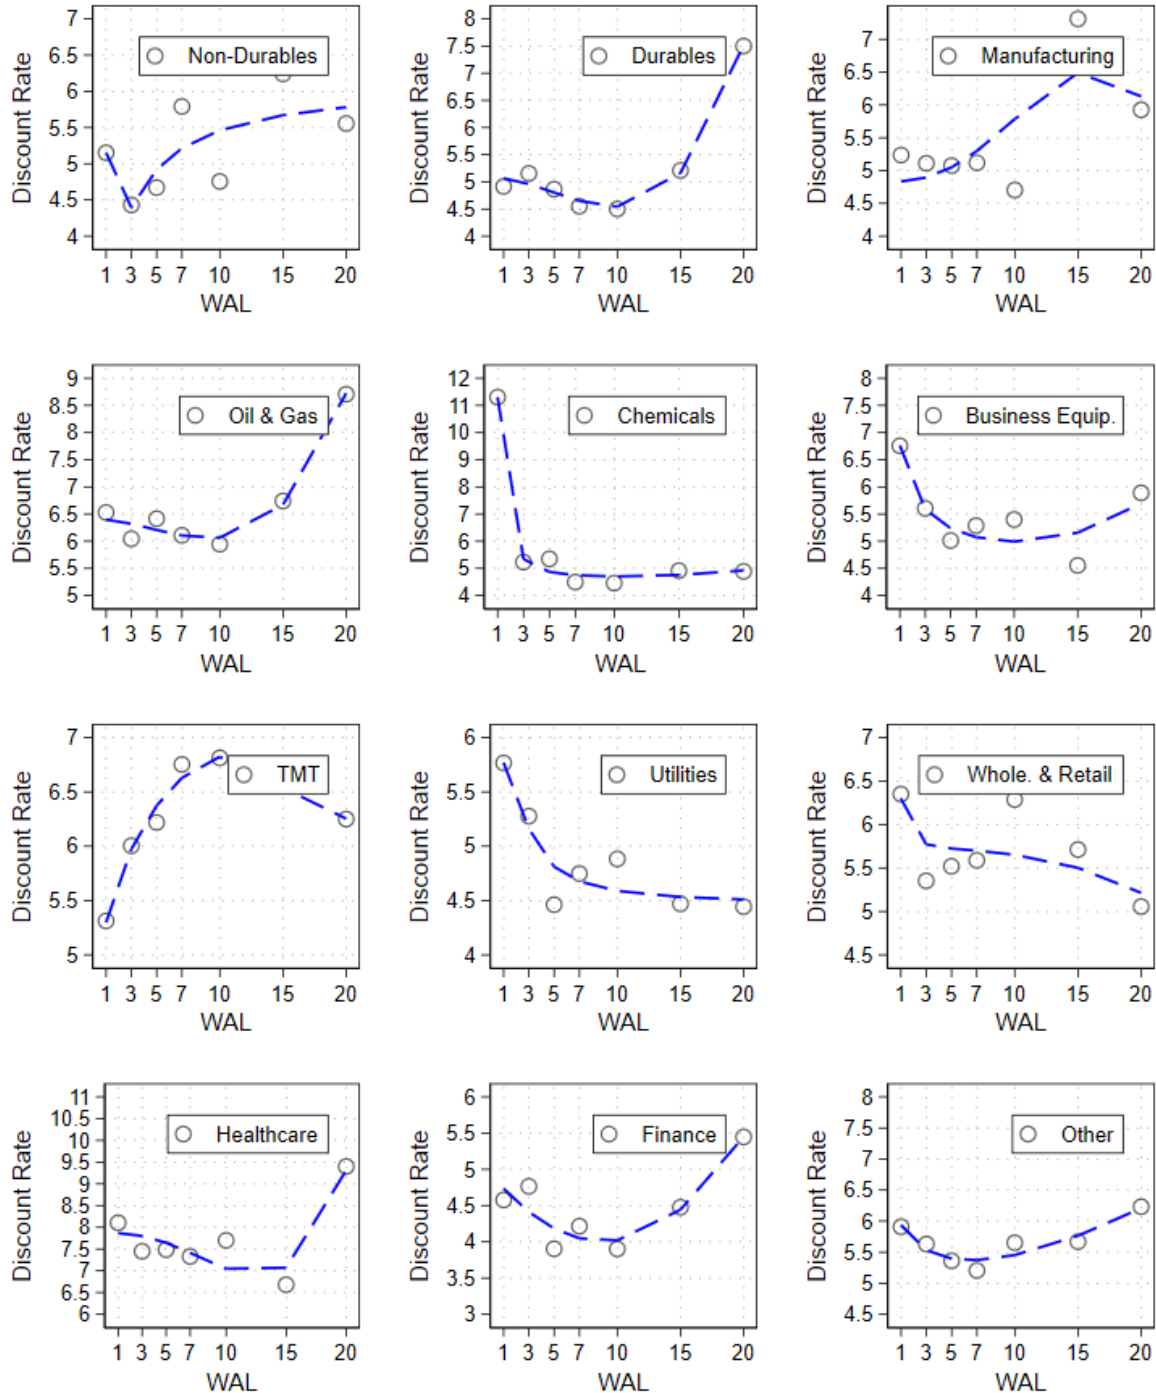 Discount Rate
7
6.5
6
5.5
5
4.5
4
Non-Durables
1 3 5 7 10 15 20
WAL
Discount Rate
8
7.5
7
6.5
6
5.5
5
4.5
4
Durables
1 3 5 7 10 15 20
WAL
Discount Rate
7
6.5
6
5.5
5
4.5
4
Manufacturing
1 3 5 7 10 15 20
WAL
Discount Rate
9
8.5
8
7.5
7
6.5
6
5.5
5
Oil & Gas
1 3 5 7 10 15 20
WAL
Discount Rate
12
11
10
9
8
7
6
5
4
Chemicals
1 3 5 7 10 15 20
WAL
Discount Rate
8
7.5
7
6.5
6
5.5
5
4.5
4
Business Equip.
1 3 5 7 10 15 20
WAL
Discount Rate
7
6.5
6
5.5
5
TMT
1 3 5 7 10 15 20
WAL
Discount Rate
6
5.5
5
4.5
4
Utilities
1 3 5 7 10 15 20
WAL
Discount Rate
7
6.5
6
5.5
5
4.5
Whole. & Retail
1 3 5 7 10 15 20
WAL
Discount Rate
11
10.5
10
9.5
9
8.5
8
7.5
7
6.5
6
Healthcare
1 3 5 7 10 15 20
WAL
Discount Rate
6
5.5
5
4.5
4
3.5
3
Finance
1 3 5 7 10 15 20
WAL
Discount Rate
8
7.5
7
6.5
6
5.5
5
4.5
Other
1 3 5 7 10 15 20
WAL